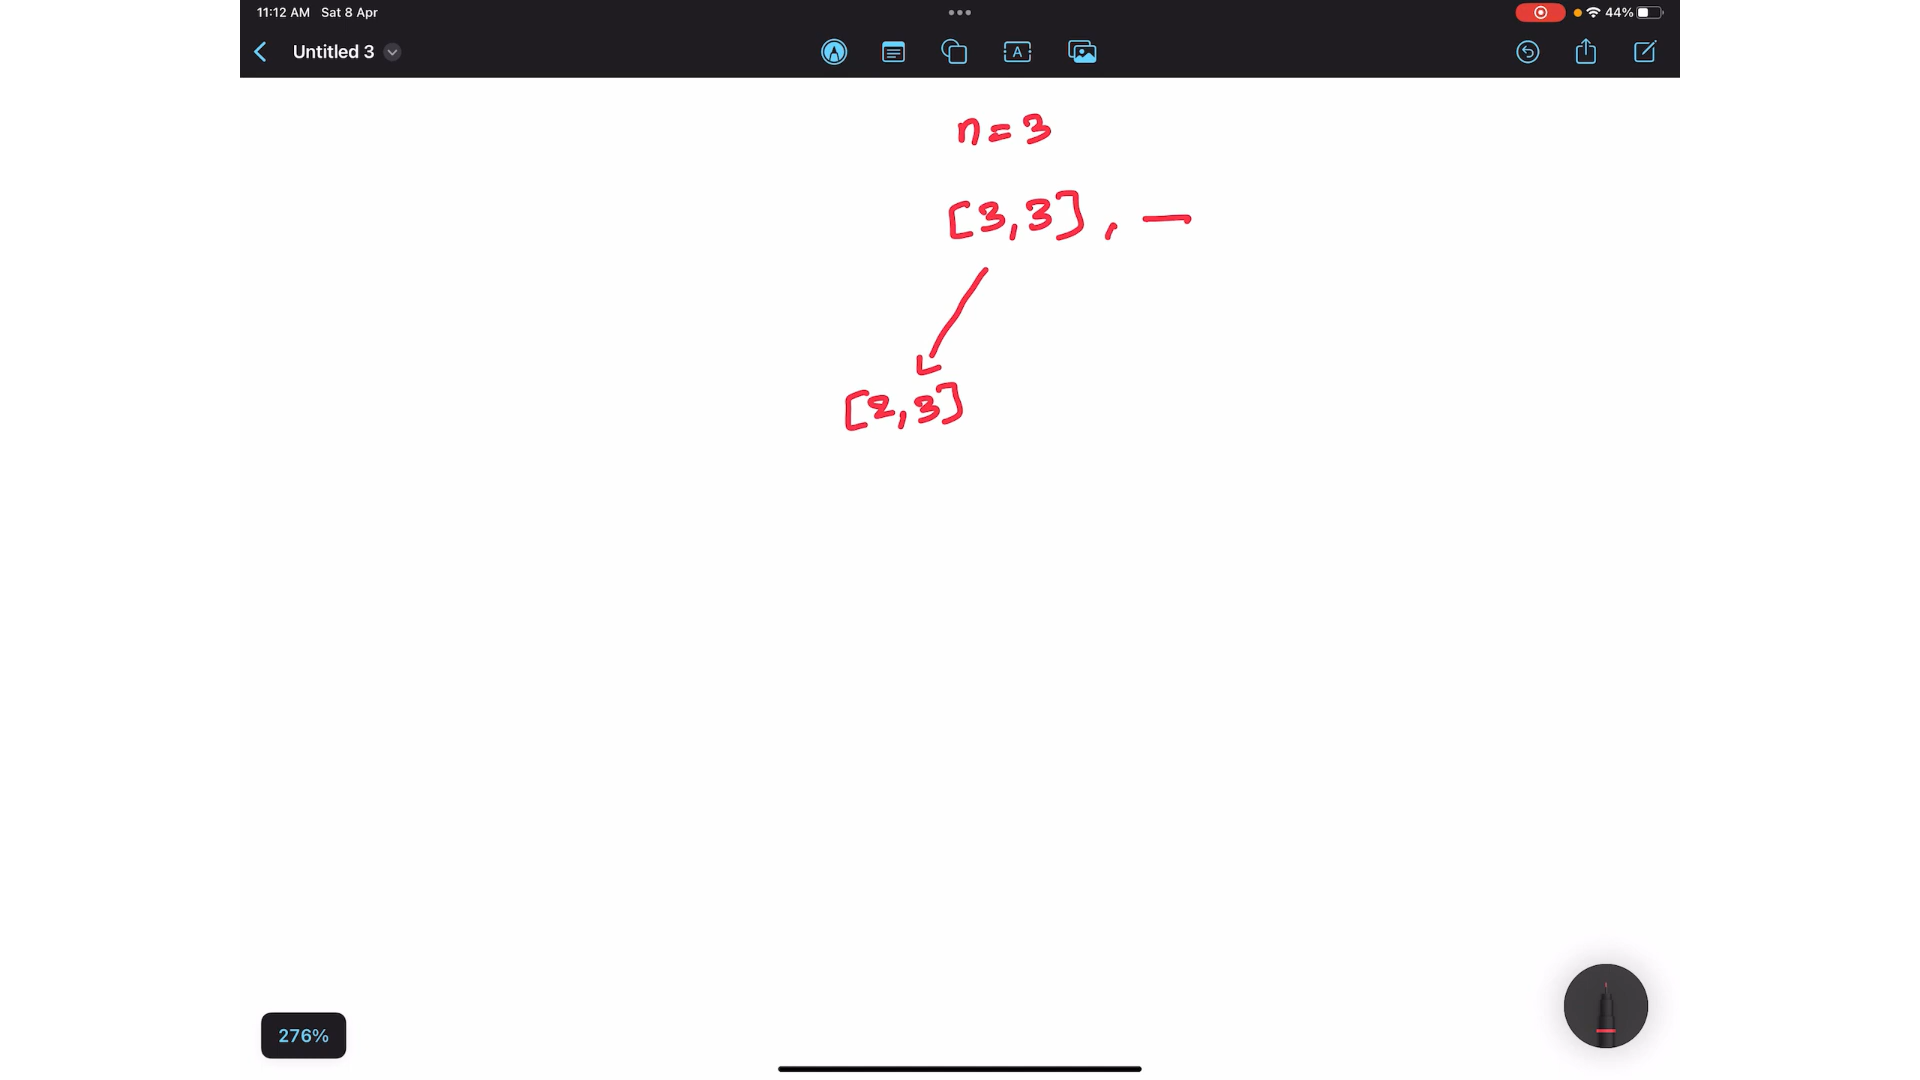 11:12 AM Sat 8 Apr
44%
Untitled 3
A
n = 3
[3,3] , —
[2,3]
276%